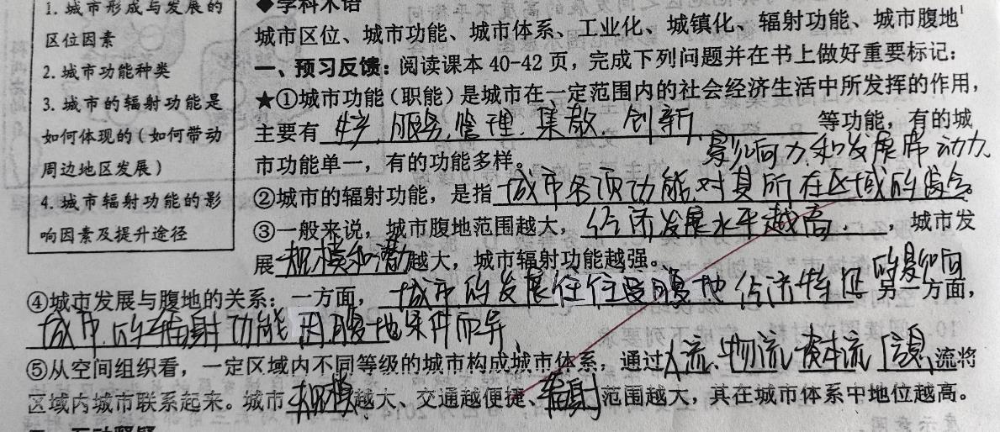 1. 城市形成与发展的
区位因素
2. 城市功能种类
3. 城市的辐射功能是
如何体现的(如何带动
周边地区发展)
4. 城市辐射功能的影
响因素及提升途径
◆学科术语
城市区位、城市功能、城市体系、工业化、城镇化、辐射功能、城市腹地
一、预习反馈:阅读课本40-42页,完成下列问题并在书上做好重要标记:
★①城市功能(职能)是城市在一定范围内的社会经济生活中所发挥的作用,
主要有 生产、服务、管理、集散、创新 等功能,有的城
市功能单一,有的功能多样。 影响力和发展带动力
②城市的辐射功能,是指城市各项功能对其所在区域的
③一般来说,城市腹地范围越大,经济发展水平越高,城市发
展规模和潜力越大,城市辐射功能越强。
④城市发展与腹地的关系:一方面,城市的发展往往受腹地经济特征的影响 另一方面,
城市的辐射功能因腹地条件而异
⑤从空间组织看,一定区域内不同等级的城市构成城市体系,通过人流、物流、资本流、信息流将
区域内城市联系起来。城市规模越大、交通越便捷、辐射范围越大,其在城市体系中地位越高。